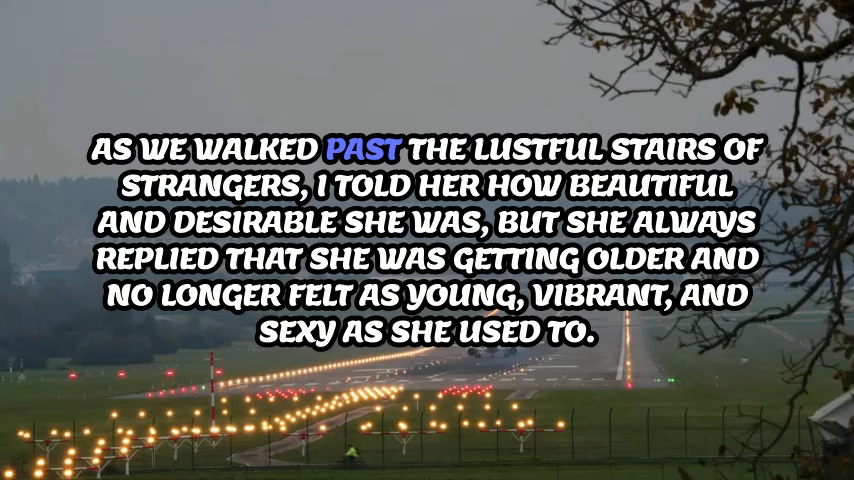 AS WE WALKED PAST THE LUSTFUL STAIRS OF
STRANGERS, I TOLD HER HOW BEAUTIFUL
AND DESIRABLE SHE WAS, BUT SHE ALWAYS
REPLIED THAT SHE WAS GETTING OLDER AND
NO LONGER FELT AS YOUNG, VIBRANT, AND
SEXY AS SHE USED TO.